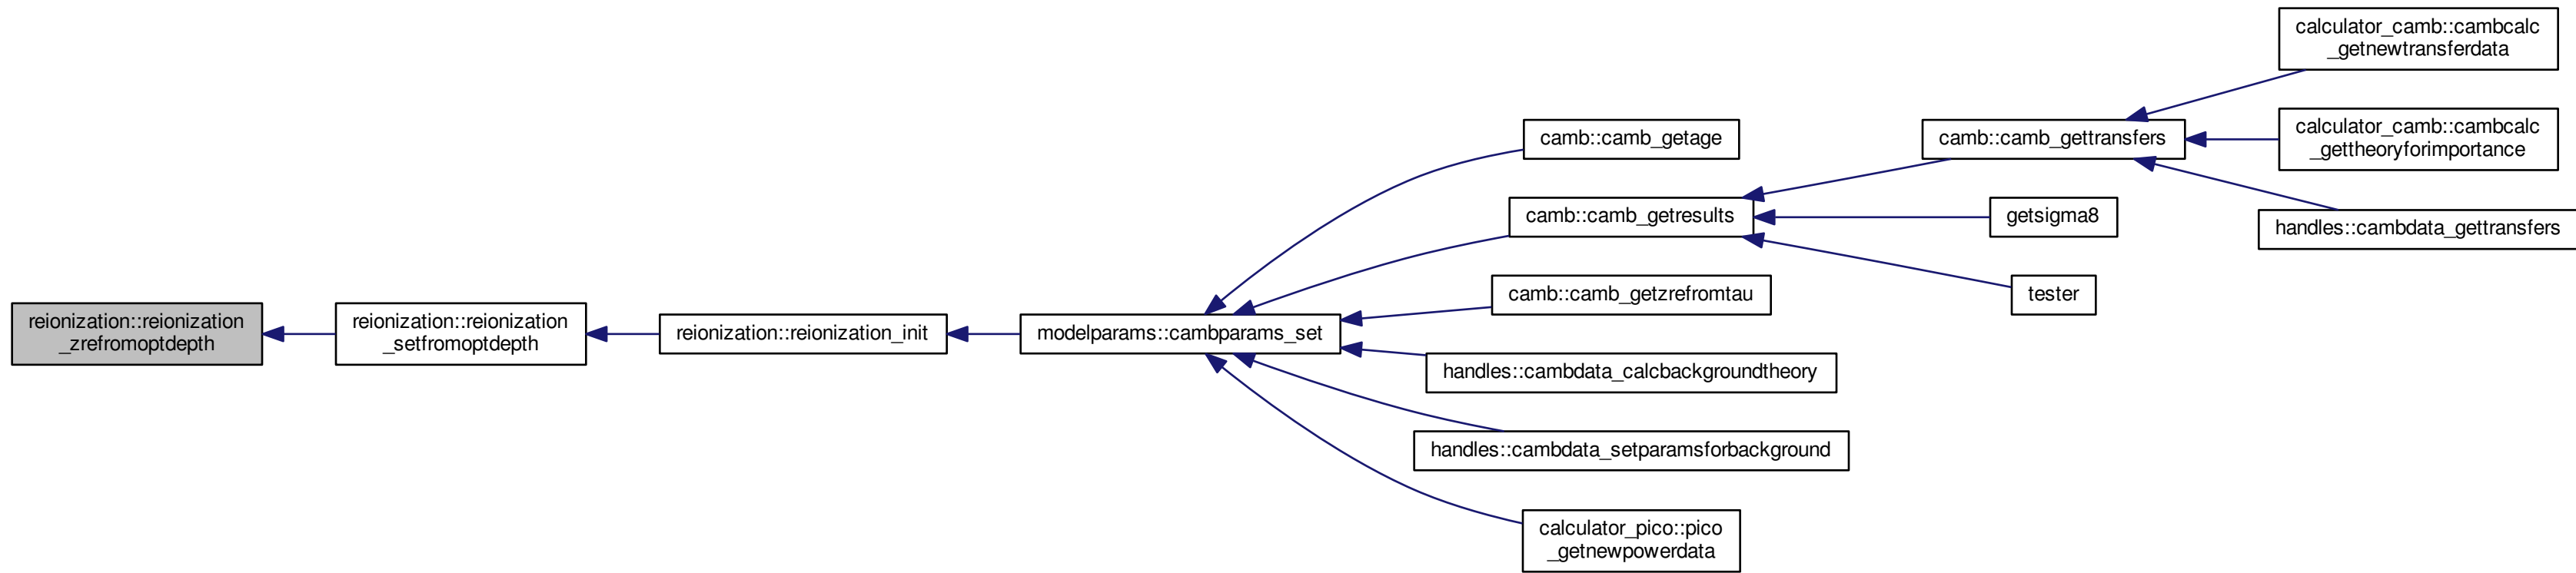 reionization::reionization
_zrefromoptdepth
reionization::reionization
_setfromoptdepth
reionization::reionization_init
modelparams::cambparams_set
camb::camb_getage
camb::camb_getresults
camb::camb_getzrefromtau
handles::cambdata_calcbackgroundtheory
handles::cambdata_setparamsforbackground
calculator_pico::pico
_getnewpowerdata
camb::camb_gettransfers
getsigma8
tester
calculator_camb::cambcalc
_getnewtransferdata
calculator_camb::cambcalc
_gettheoryforimportance
handles::cambdata_gettransfers